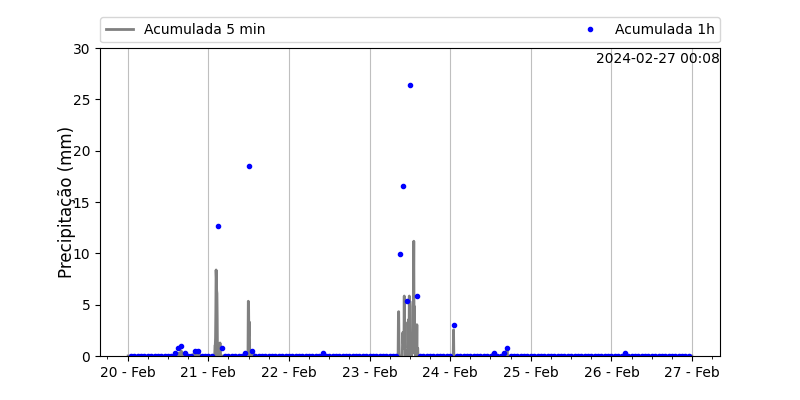 Acumulada 5 min
Acumulada 1h
2024-02-27 00:08
Precipitação (mm)
30
25
20
15
10
5
0
20 - Feb
21 - Feb
22 - Feb
23 - Feb
24 - Feb
25 - Feb
26 - Feb
27 - Feb